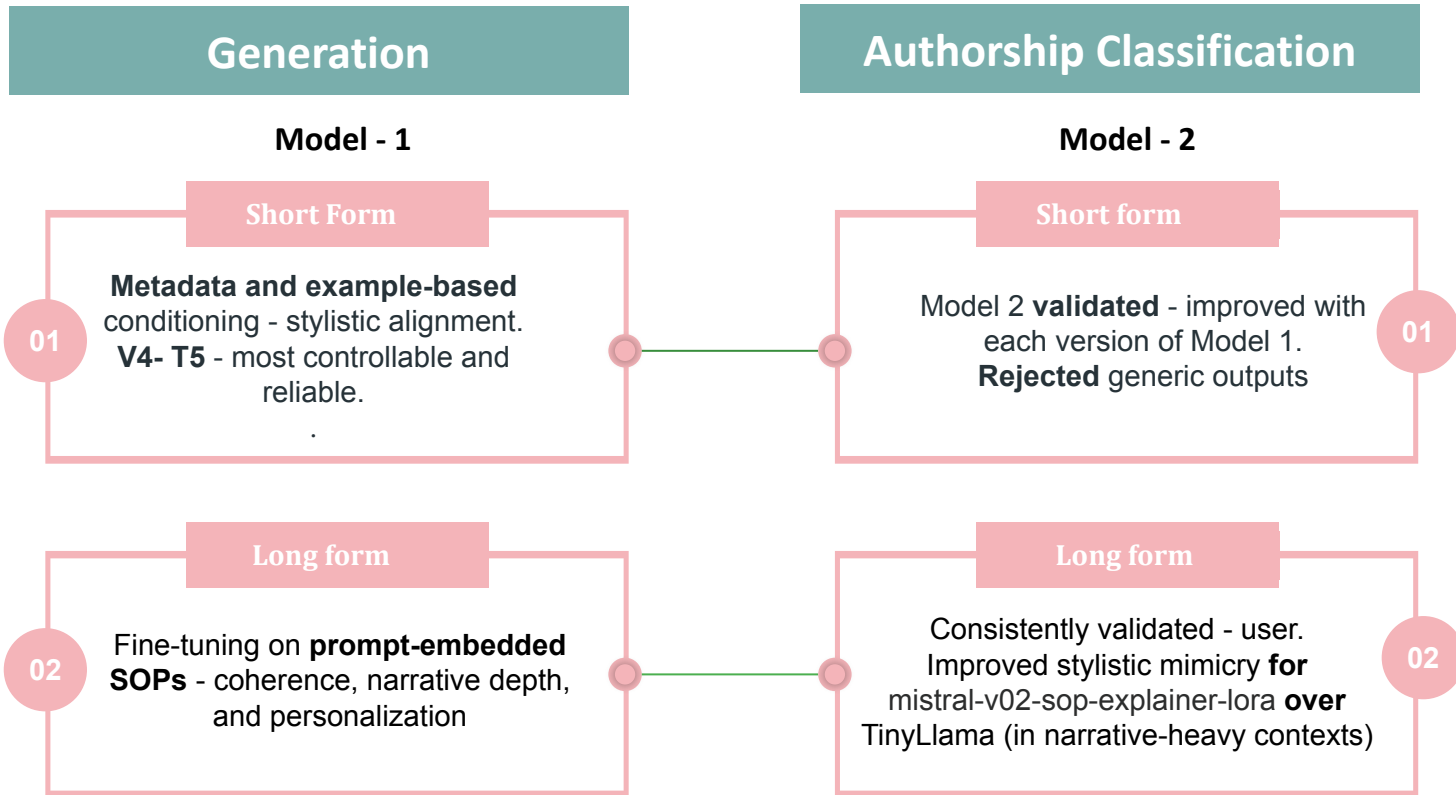 Generation
Authorship Classification
Model - 1
Model - 2
Short Form
01
Metadata and example-based
conditioning - stylistic alignment.
V4- T5 - most controllable and
reliable.
.
Short form
01
Model 2 validated - improved with
each version of Model 1.
Rejected generic outputs
Long form
02
Fine-tuning on prompt-embedded
SOPs - coherence, narrative depth,
and personalization
Long form
02
Consistently validated - user.
Improved stylistic mimicry for
mistral-v02-sop-explainer-lora over
TinyLlama (in narrative-heavy contexts)